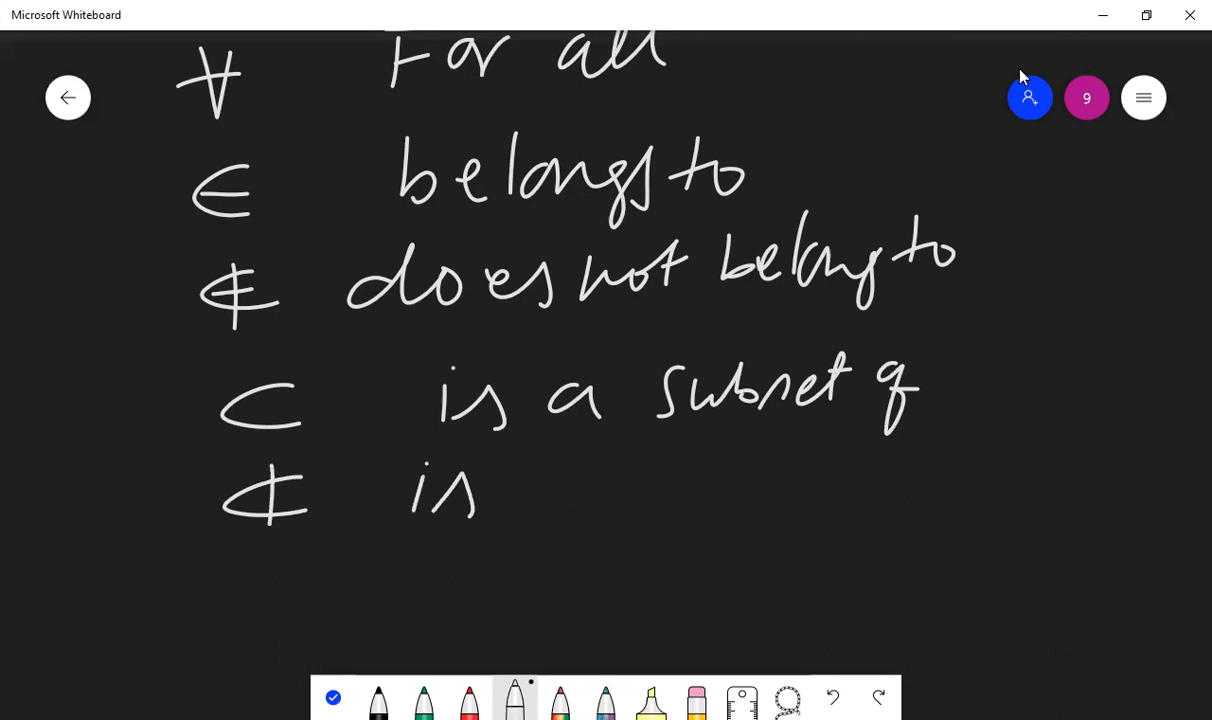 Microsoft Whiteboard
∀ For all
9
∈ belongs to
∉ does not belong to
⊂ is a subset of
⊄ is